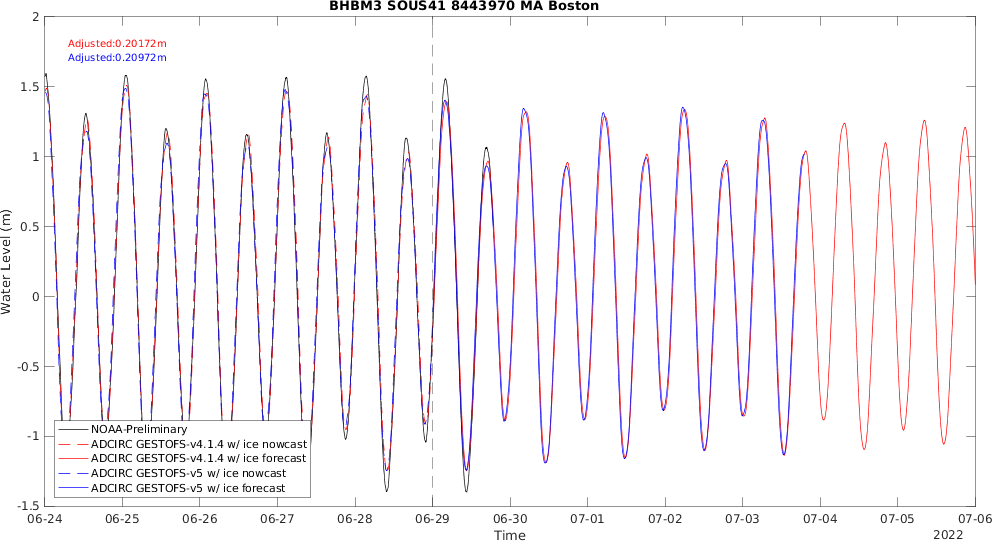 BHBM3 SOUS41 8443970 MA Boston
Adjusted:0.20172m
Adjusted:0.20972m
Water Level (m)
2
1.5
1
0.5
0
-0.5
-1
-1.5
NOAA-Preliminary
ADCIRC GESTOFS-v4.1.4 w/ ice nowcast
ADCIRC GESTOFS-v4.1.4 w/ ice forecast
ADCIRC GESTOFS-v5 w/ ice nowcast
ADCIRC GESTOFS-v5 w/ ice forecast
06-24 06-25 06-26 06-27 06-28 06-29 06-30 07-01 07-02 07-03 07-04 07-05 07-06
Time
2022